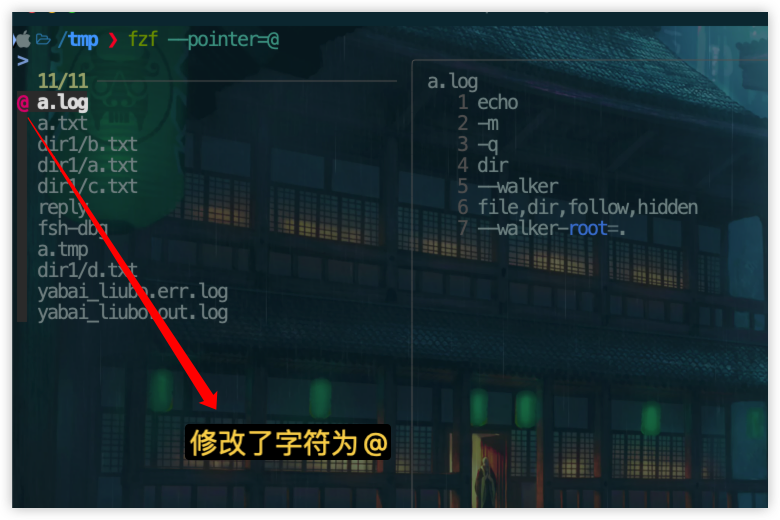 /tmp ❯ fzf --pointer=@
>
11/11
@ a.log
a.txt
dir1/b.txt
dir1/a.txt
dir1/c.txt
reply
fsh-dbg
a.tmp
dir1/d.txt
yabai_liubo.err.log
yabai_liubo.out.log
a.log
1 echo
2 -m
3 -q
4 dir
5 --walker
6 file,dir,follow,hidden
7 --walker-root=.
修改了字符为 @